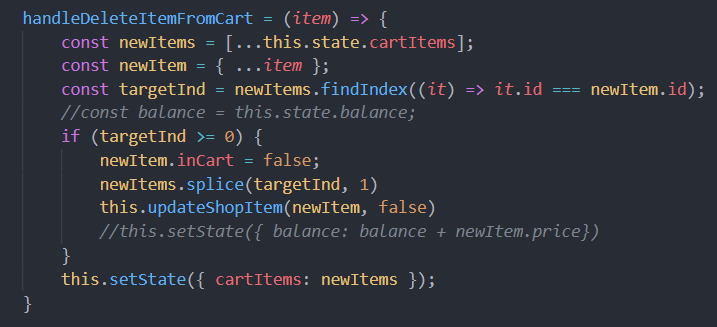 handleDeleteItemFromCart = (item) => {
const newItems = [...this.state.cartItems];
const newItem = { ...item };
const targetInd = newItems.findIndex((it) => it.id === newItem.id);
//const balance = this.state.balance;
if (targetInd >= 0) {
newItem.inCart = false;
newItems.splice(targetInd, 1)
this.updateShopItem(newItem, false)
//this.setState({ balance: balance + newItem.price})
}
this.setState({ cartItems: newItems });
}